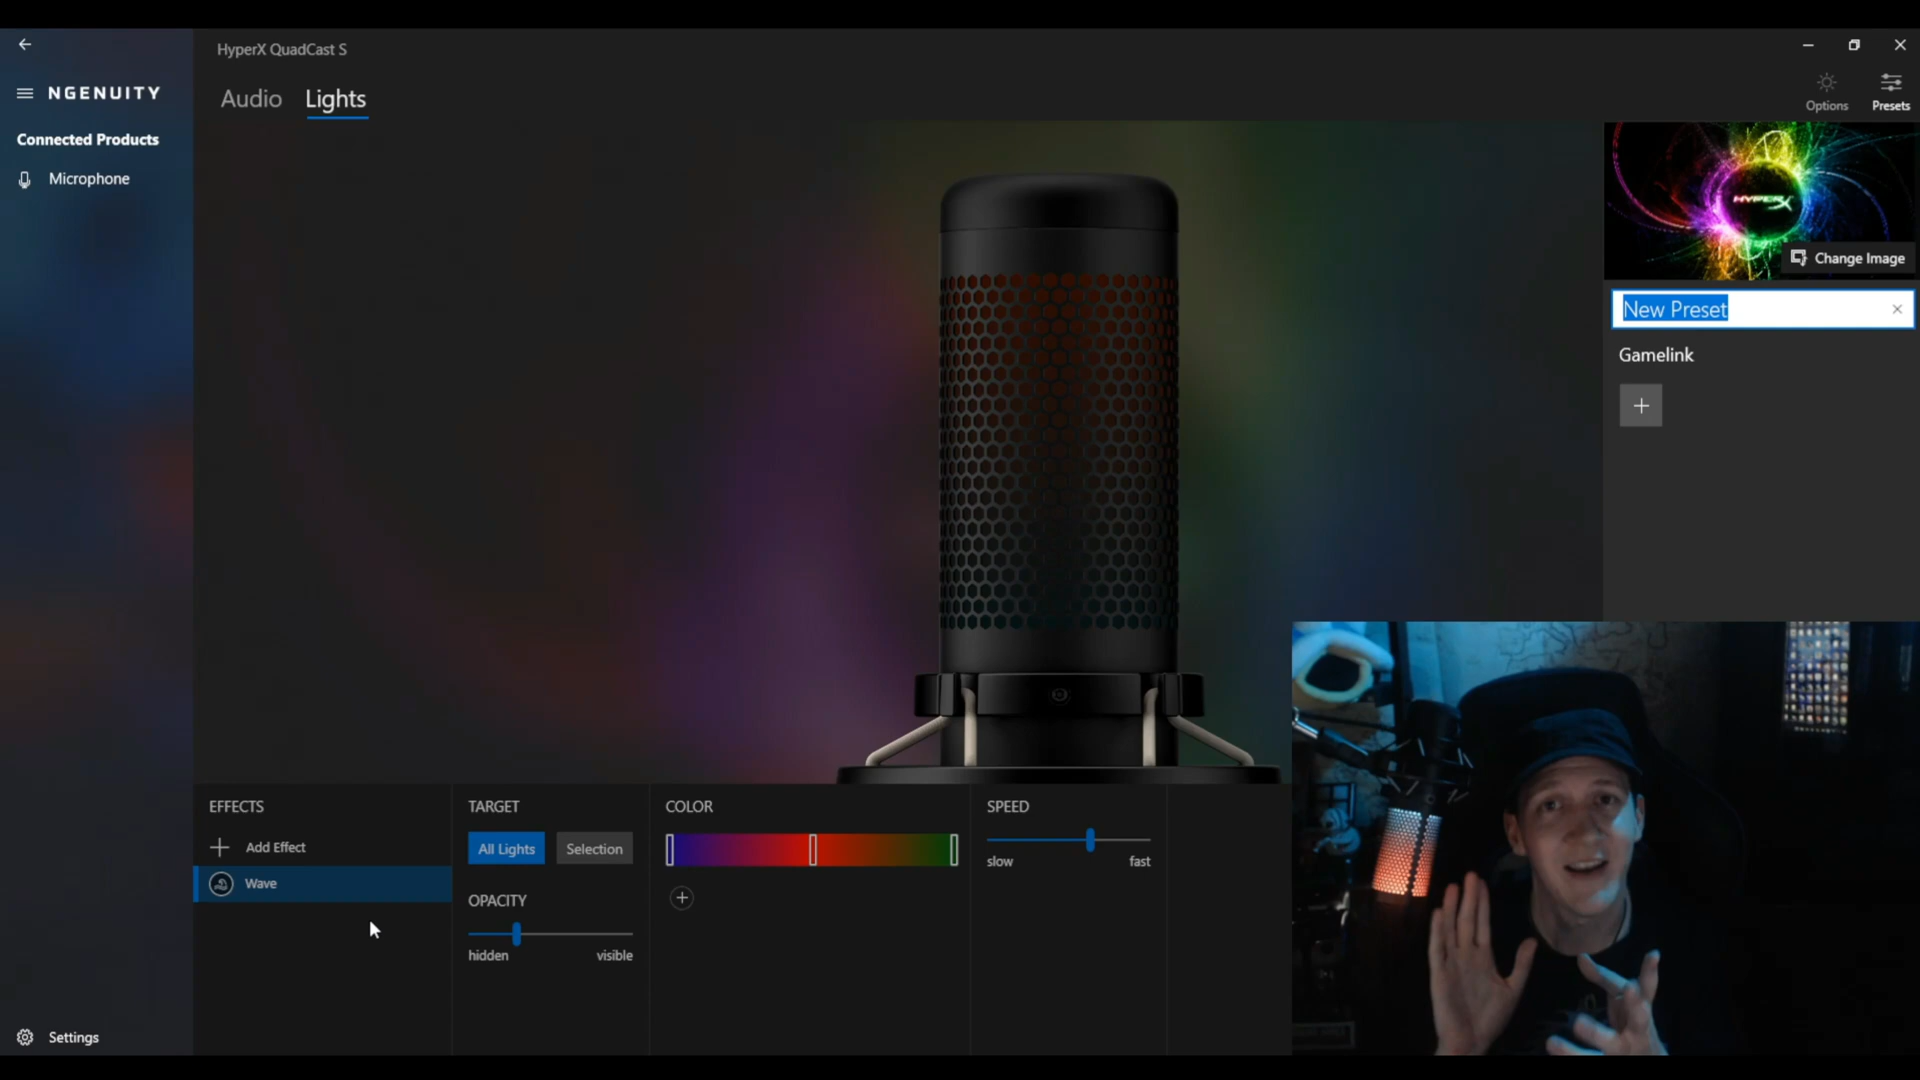 HyperX QuadCast S
NGENUITY
Audio
Lights
Options
Presets
Connected Products
Microphone
HYPERX
Change Image
New Preset
Gamelink
EFFECTS
Add Effect
Wave
TARGET
All Lights
Selection
OPACITY
hidden
visible
COLOR
SPEED
slow
fast
Settings